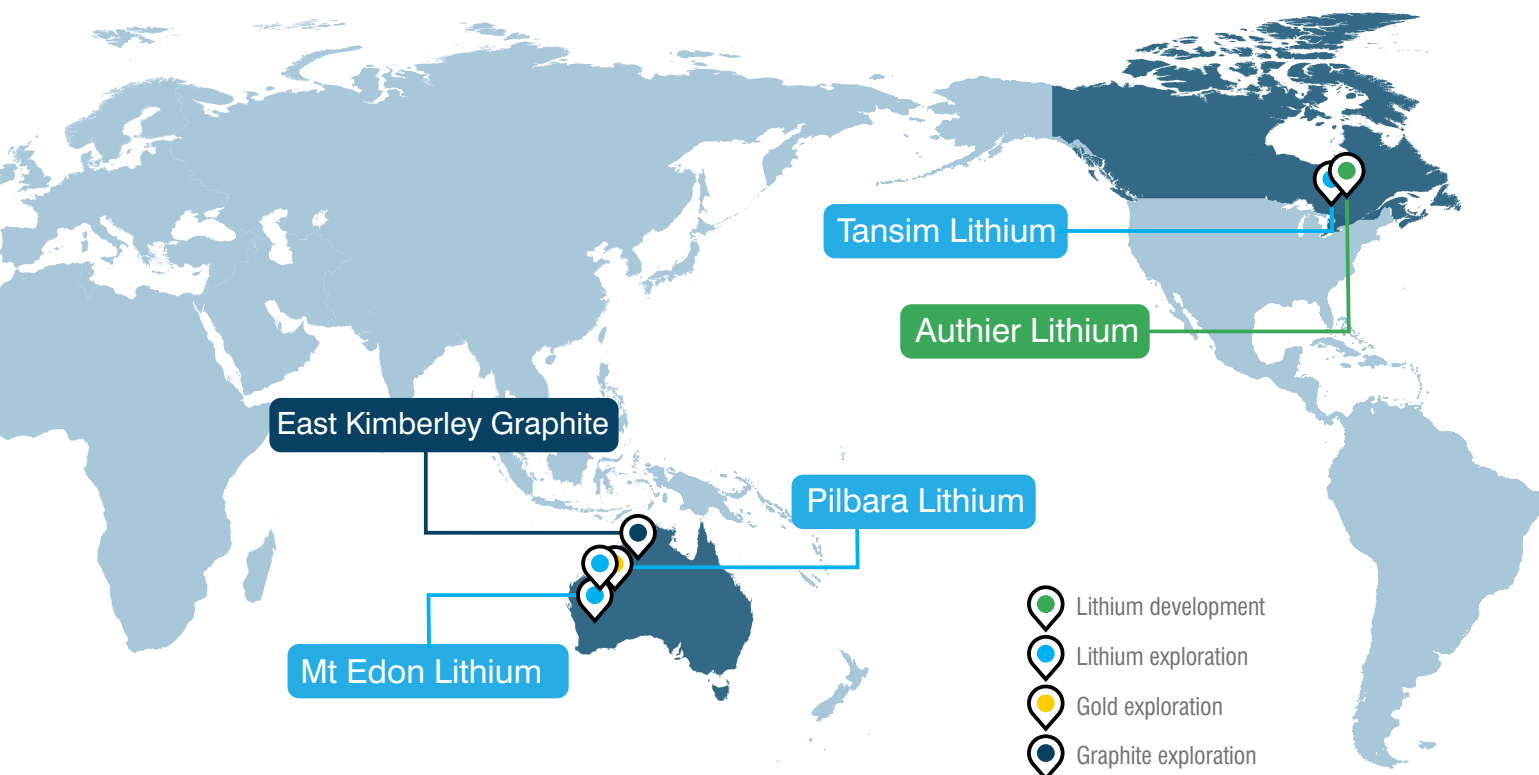 Tansim Lithium
Authier Lithium
East Kimberley Graphite
Pilbara Lithium
Mt Edon Lithium
Lithium development
Lithium exploration
Gold exploration
Graphite exploration